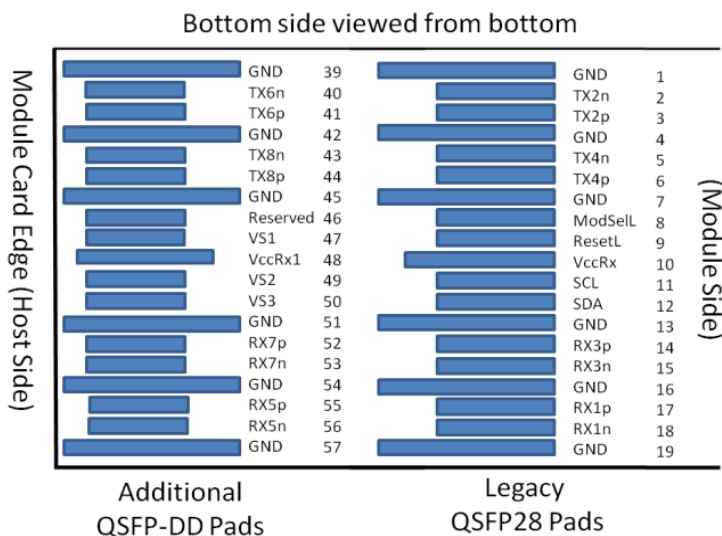 Bottom side viewed from bottom
Module Card Edge (Host Side)
GND 39
TX6n 40
TX6p 41
GND 42
TX8n 43
TX8p 44
GND 45
Reserved 46
VS1 47
VccRx1 48
VS2 49
VS3 50
GND 51
RX7p 52
RX7n 53
GND 54
RX5p 55
RX5n 56
GND 57
GND 1
TX2n 2
TX2p 3
GND 4
TX4n 5
TX4p 6
GND 7
ModSelL 8
ResetL 9
VccRx 10
SCL 11
SDA 12
GND 13
RX3p 14
RX3n 15
GND 16
RX1p 17
RX1n 18
GND 19
(Module Side)
Additional
QSFP-DD Pads
Legacy
QSFP28 Pads